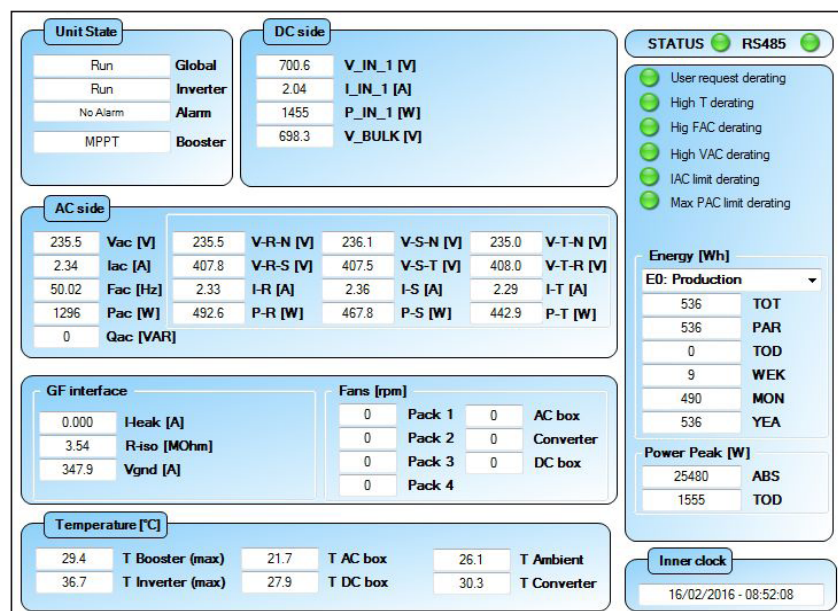 Unit State
Run Global
Run Inverter
No Alarm Alarm
MPPT Booster
DC side
700.6 V_IN_1 [V]
2.04 I_IN_1 [A]
1455 P_IN_1 [W]
698.3 V_BULK [V]
STATUS RS485
User request derating
High T derating
Hig FAC derating
High VAC derating
IAC limit derating
Max PAC limit derating
AC side
235.5 Vac [V] 235.5 V-R-N [V] 236.1 V-S-N [V] 235.0 V-T-N [V]
2.34 Iac [A] 407.8 V-R-S [V] 407.5 V-S-T [V] 408.0 V-T-R [V]
50.02 Fac [Hz] 2.33 I-R [A] 2.36 I-S [A] 2.29 I-T [A]
1296 Pac [W] 492.6 P-R [W] 467.8 P-S [W] 442.9 P-T [W]
0 Qac [VAR]
Energy [Wh]
E0: Production
536 TOT
536 PAR
0 TOD
9 WEK
490 MON
536 YEA
GF interface
0.000 I-leak [A]
3.54 R-iso [MOhm]
347.9 Vgnd [A]
Fans [rpm]
0 Pack 1 0 AC box
0 Pack 2 0 Converter
0 Pack 3 0 DC box
0 Pack 4
Power Peak [W]
25480 ABS
1555 TOD
Temperature [°C]
29.4 T Booster (max) 21.7 T AC box 26.1 T Ambient
36.7 T Inverter (max) 27.9 T DC box 30.3 T Converter
Inner clock
16/02/2016 - 08:52:08